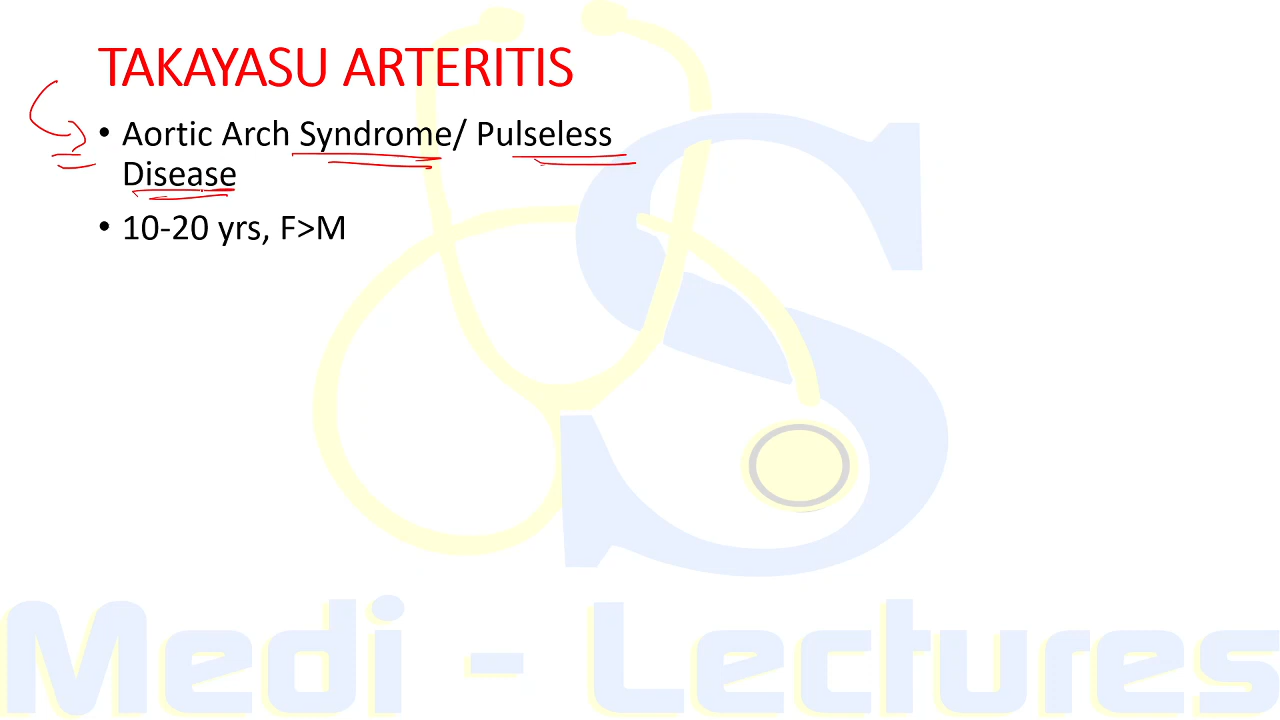 TAKAYASU ARTERITIS
• Aortic Arch Syndrome/ Pulseless
Disease
• 10-20 yrs, F>M
Medi - Lectures